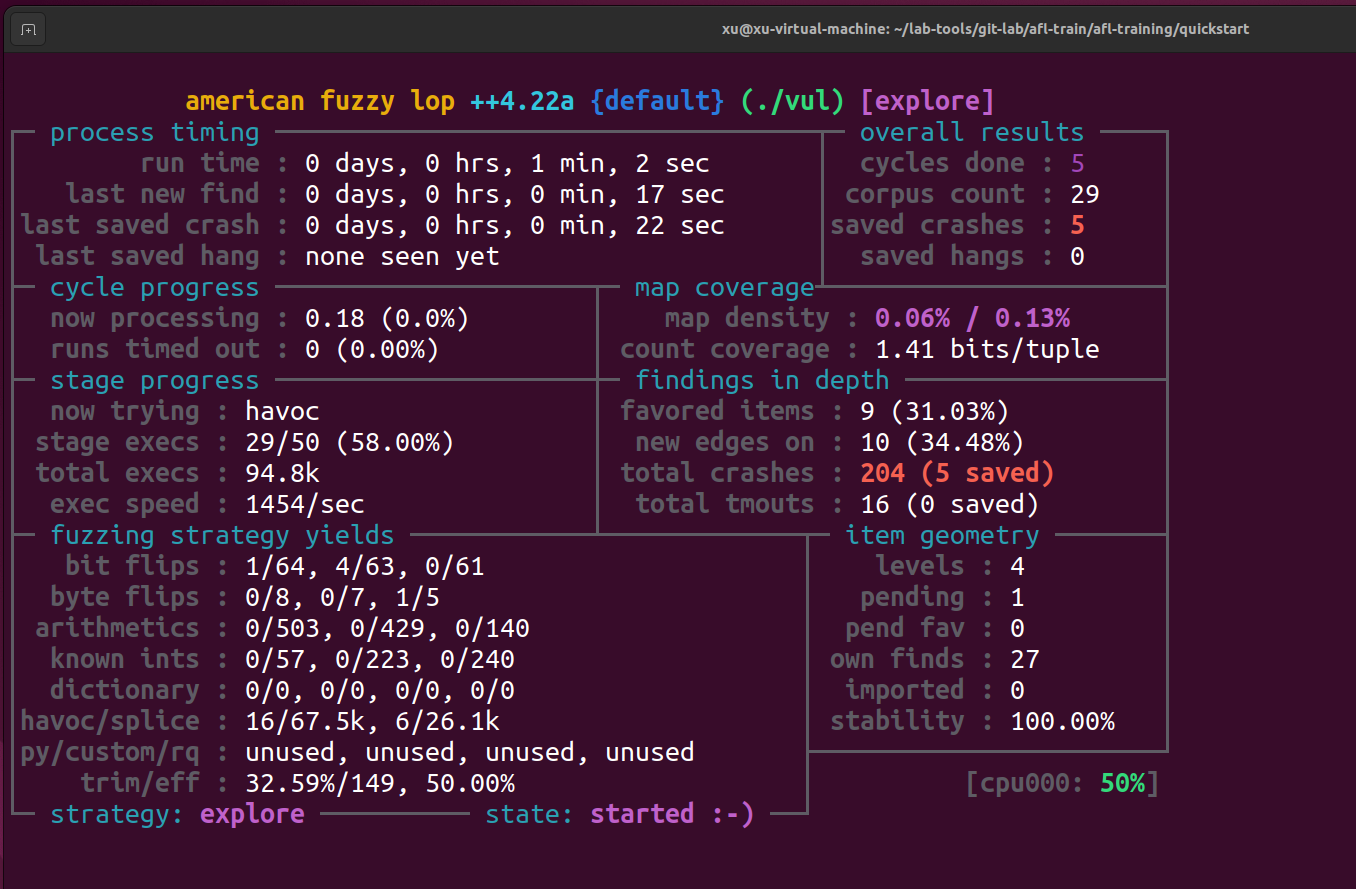 xu@xu-virtual-machine: ~/lab-tools/git-lab/afl-train/afl-training/quickstart
american fuzzy lop ++4.22a {default} (./vul) [explore]
process timing overall results
run time : 0 days, 0 hrs, 1 min, 2 sec cycles done : 5
last new find : 0 days, 0 hrs, 0 min, 17 sec corpus count : 29
last saved crash : 0 days, 0 hrs, 0 min, 22 sec saved crashes : 5
last saved hang : none seen yet saved hangs : 0
cycle progress map coverage
now processing : 0.18 (0.0%) map density : 0.06% / 0.13%
runs timed out : 0 (0.00%) count coverage : 1.41 bits/tuple
stage progress findings in depth
now trying : havoc favored items : 9 (31.03%)
stage execs : 29/50 (58.00%) new edges on : 10 (34.48%)
total execs : 94.8k total crashes : 204 (5 saved)
exec speed : 1454/sec total tmouts : 16 (0 saved)
fuzzing strategy yields item geometry
bit flips : 1/64, 4/63, 0/61 levels : 4
byte flips : 0/8, 0/7, 1/5 pending : 1
arithmetics : 0/503, 0/429, 0/140 pend fav : 0
known ints : 0/57, 0/223, 0/240 own finds : 27
dictionary : 0/0, 0/0, 0/0, 0/0 imported : 0
havoc/splice : 16/67.5k, 6/26.1k stability : 100.00%
py/custom/rq : unused, unused, unused, unused
trim/eff : 32.59%/149, 50.00% [cpu000: 50%]
strategy: explore state: started :-)